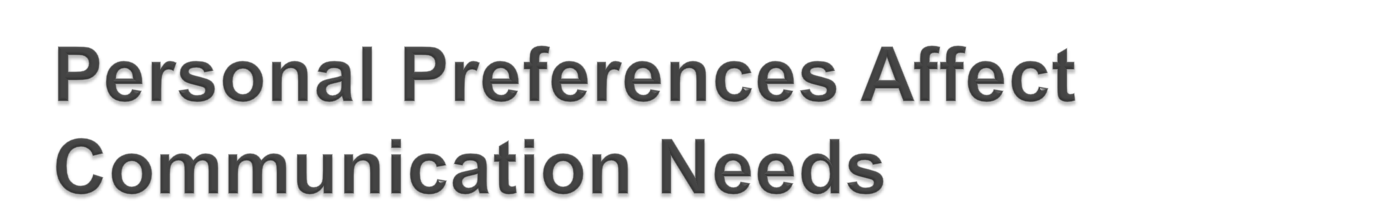 Personal Preferences Affect
Communication Needs